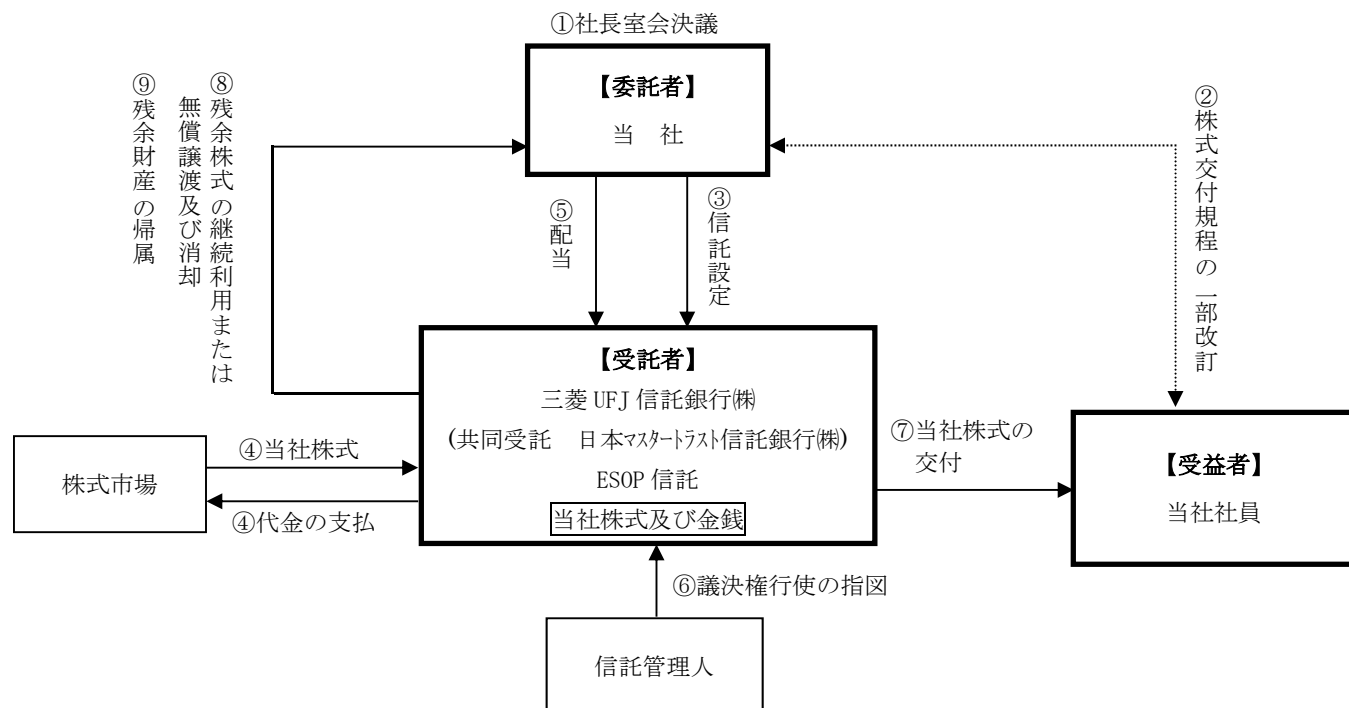 ①社長室会決議
【委託者】
当 社
⑨残余財産の帰属
⑧残余株式の継続利用または
無償譲渡及び消却
②株式交付規程の一部改訂
⑤配当
③信託設定
【受託者】
三菱 UFJ 信託銀行㈱
(共同受託 日本ﾏｽﾀｰﾄﾗｽﾄ信託銀行㈱)
ESOP 信託
当社株式及び金銭
株式市場
④当社株式
④代金の支払
⑦当社株式の
交付
【受益者】
当社社員
⑥議決権行使の指図
信託管理人